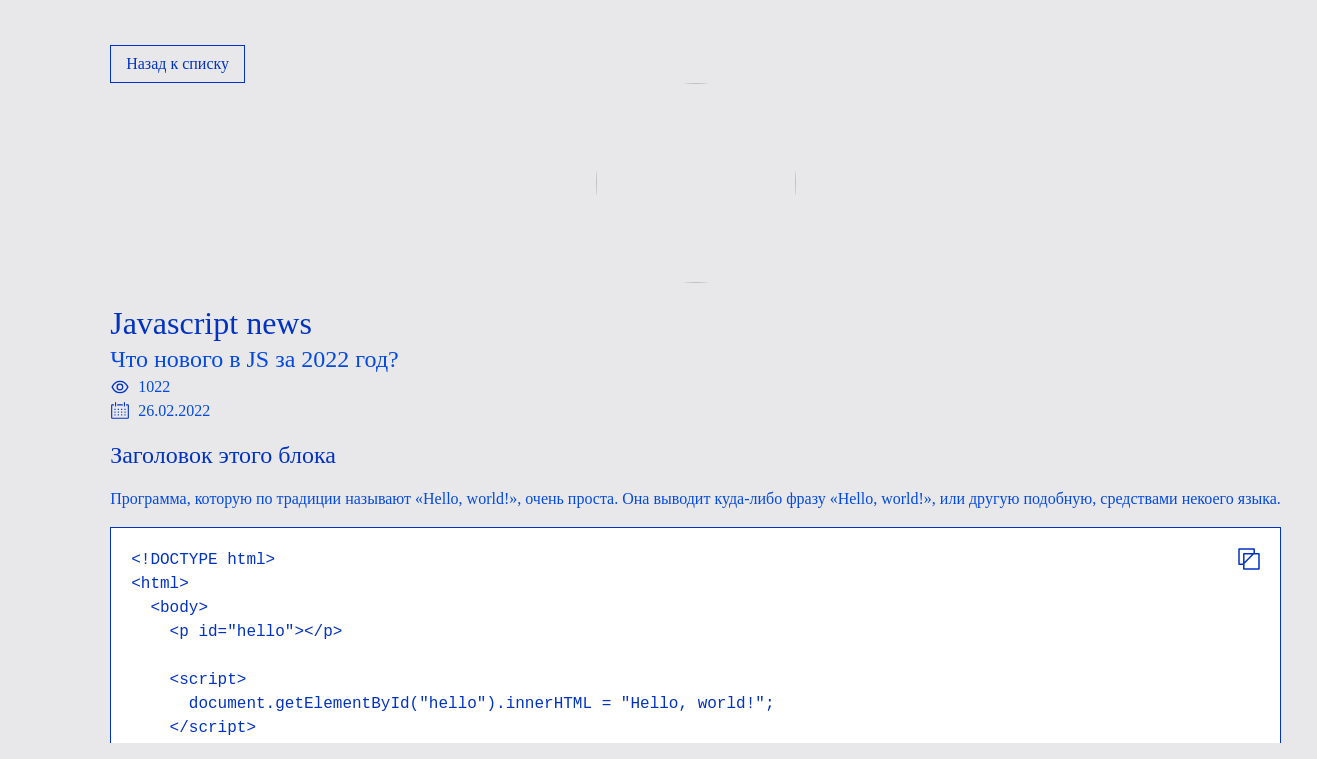 Назад к списку
Javascript news
Что нового в JS за 2022 год?
1022
26.02.2022
Заголовок этого блока
Программа, которую по традиции называют «Hello, world!», очень проста. Она выводит куда-либо фразу «Hello, world!», или другую подобную, средствами некоего языка.
<!DOCTYPE html>
<html>
  <body>
    <p id="hello"></p>
    <script>
      document.getElementById("hello").innerHTML = "Hello, world!";
    </script>